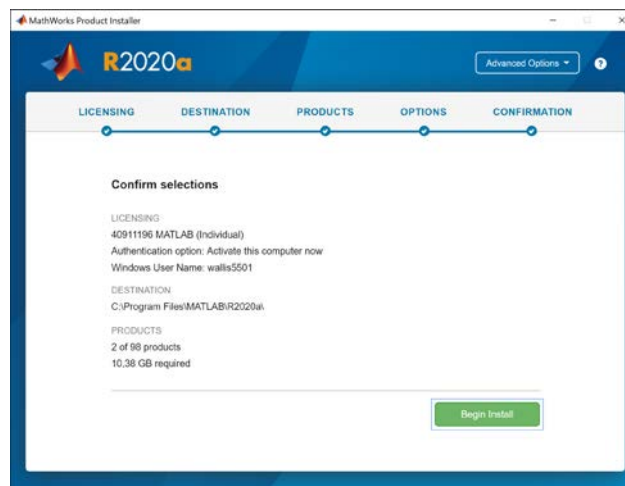 MathWorks Product Installer
R2020a
Advanced Options
?
LICENSING DESTINATION PRODUCTS OPTIONS CONFIRMATION
Confirm selections
LICENSING
40911196 MATLAB (Individual)
Authentication option: Activate this computer now
Windows User Name: wallis5501
DESTINATION
C:\Program Files\MATLAB\R2020a\
PRODUCTS
2 of 98 products
10,38 GB required
Begin Install